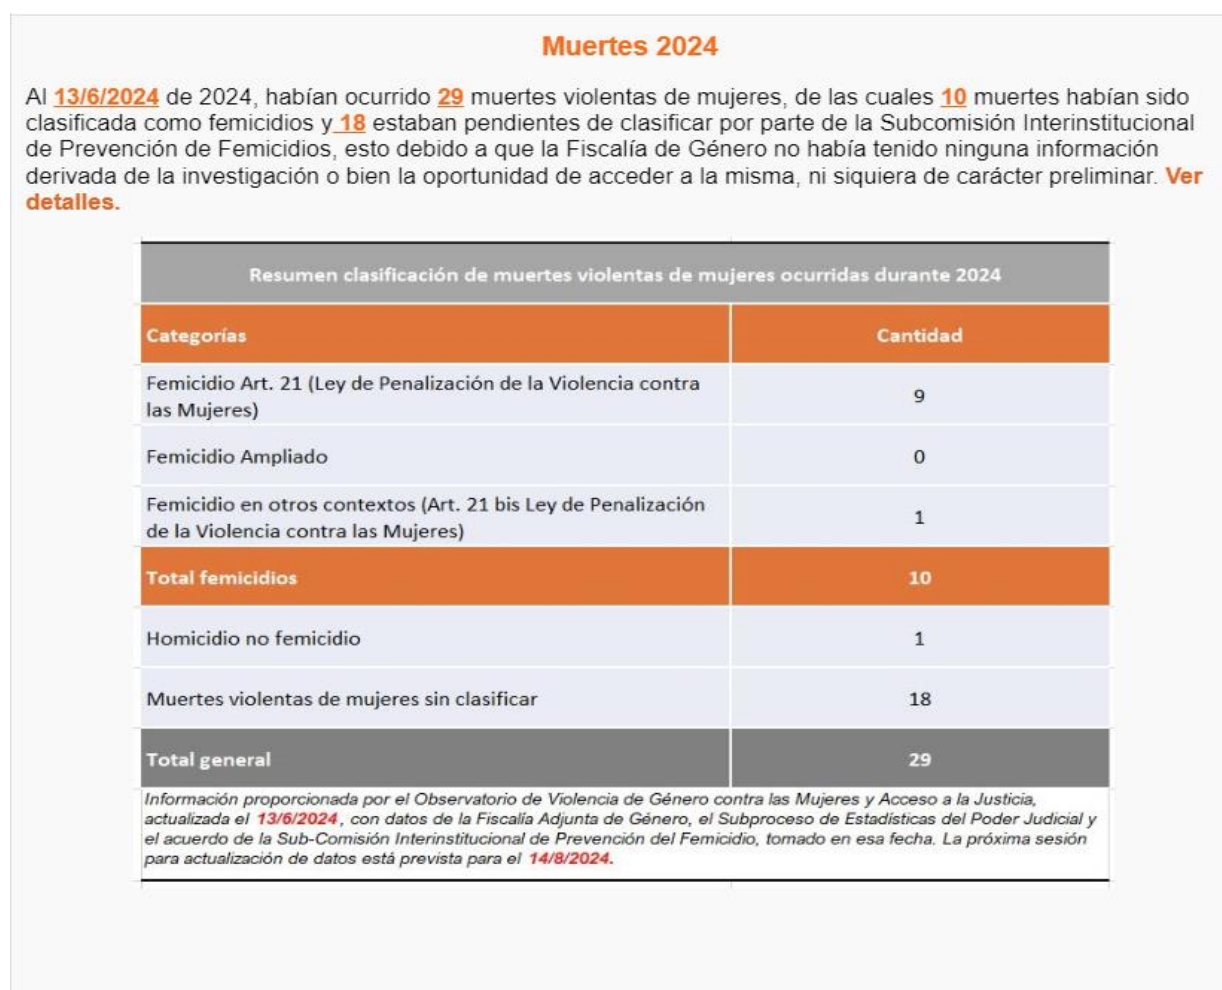 Muertes 2024
Al 13/6/2024 de 2024, habían ocurrido 29 muertes violentas de mujeres, de las cuales 10 muertes habían sido
clasificada como femicidios y 18 estaban pendientes de clasificar por parte de la Subcomisión Interinstitucional
de Prevención de Femicidios, esto debido a que la Fiscalía de Género no había tenido ninguna información
derivada de la investigación o bien la oportunidad de acceder a la misma, ni siquiera de carácter preliminar. Ver
detalles.
Resumen clasificación de muertes violentas de mujeres ocurridas durante 2024
Categorías Cantidad
Femicidio Art. 21 (Ley de Penalización de la Violencia contra
las Mujeres) 9
Femicidio Ampliado 0
Femicidio en otros contextos (Art. 21 bis Ley de Penalización
de la Violencia contra las Mujeres) 1
Total femicidios 10
Homicidio no femicidio 1
Muertes violentas de mujeres sin clasificar 18
Total general 29
Información proporcionada por el Observatorio de Violencia de Género contra las Mujeres y Acceso a la Justicia,
actualizada el 13/6/2024, con datos de la Fiscalía Adjunta de Género, el Subproceso de Estadísticas del Poder Judicial y
el acuerdo de la Sub-Comisión Interinstitucional de Prevención del Femicidio, tomado en esa fecha. La próxima sesión
para actualización de datos está prevista para el 14/8/2024.